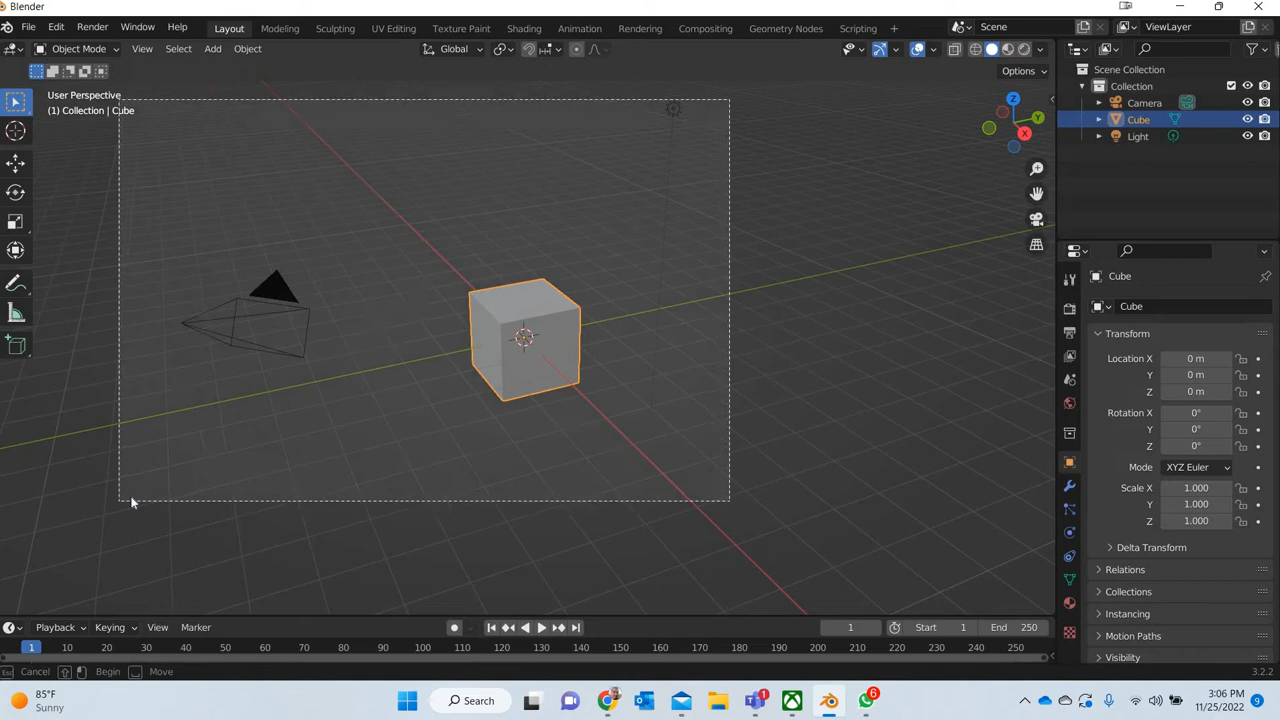 Blender
File Edit Render Window Help Layout Modeling Sculpting UV Editing Texture Paint Shading Animation Rendering Compositing Geometry Nodes Scripting Scene ViewLayer
Object Mode View Select Add Object Global
Options
User Perspective
(1) Collection | Cube
Z
Y
X
Scene Collection
Collection
Camera
Cube
Light
Cube
Cube
Transform
Location X 0 m
Y 0 m
Z 0 m
Rotation X 0°
Y 0°
Z 0°
Mode XYZ Euler
Scale X 1.000
Y 1.000
Z 1.000
Delta Transform
Relations
Collections
Instancing
Motion Paths
Visibility
Playback Keying View Marker 1 Start 1 End 250
1 10 20 30 40 50 60 70 80 90 100 110 120 130 140 150 160 170 180 190 200 210 220 230 240 250
Esc Cancel Begin Move 3.2.2
85°F
Sunny
Search
1
6
3:06 PM
11/25/2022
9